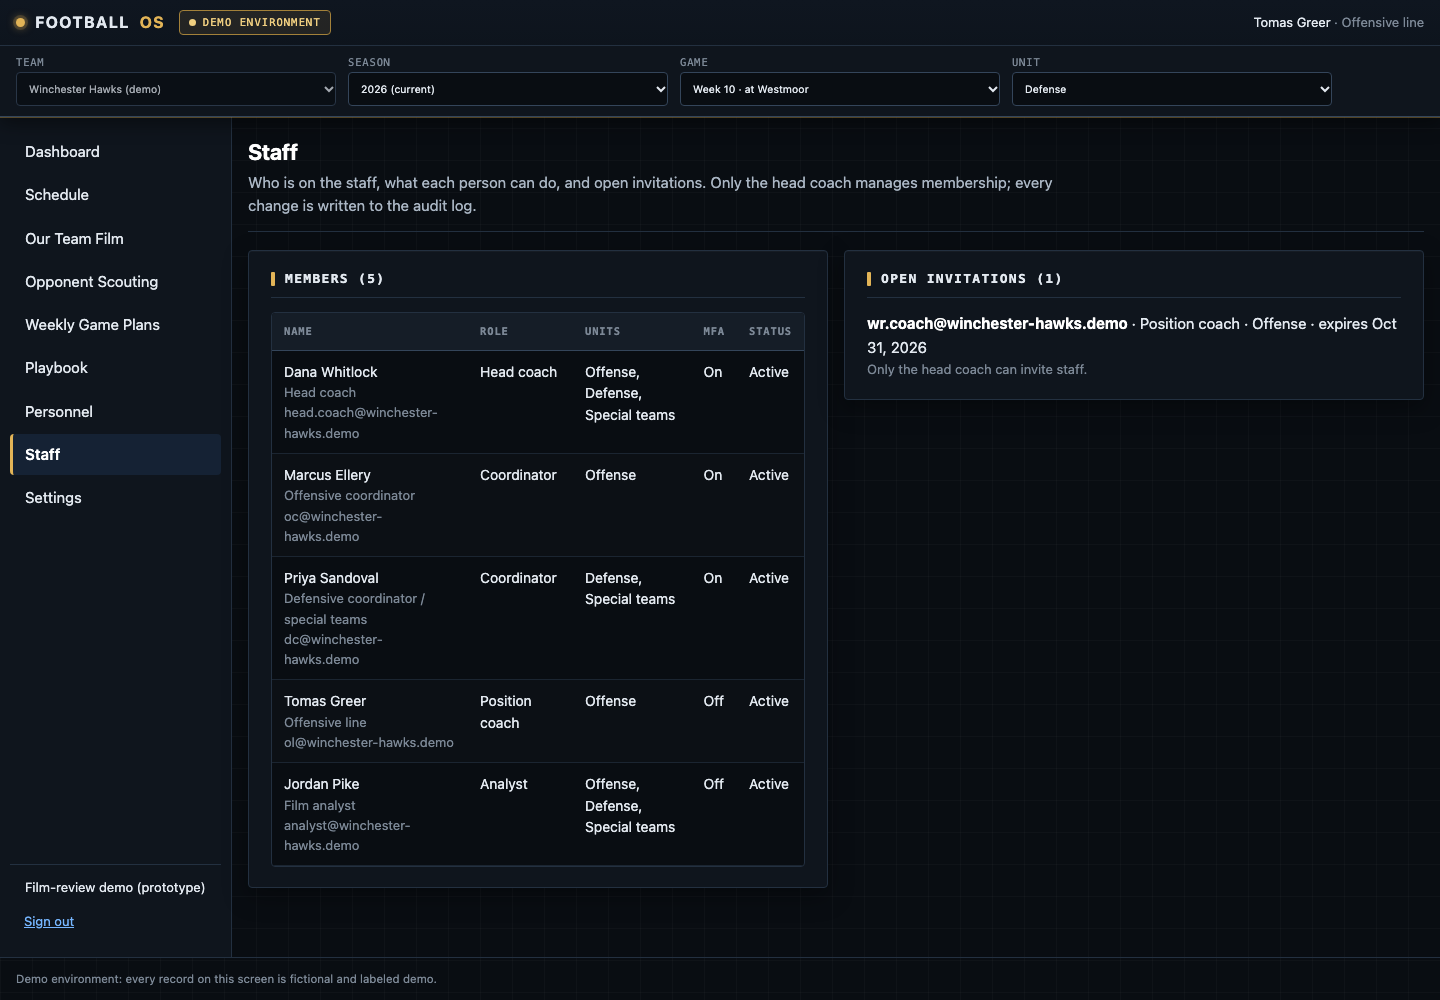 FOOTBALL OS
DEMO ENVIRONMENT
Tomas Greer · Offensive line
TEAM
Winchester Hawks (demo)
SEASON
2026 (current)
GAME
Week 10 · at Westmoor
UNIT
Defense
Dashboard
Schedule
Our Team Film
Opponent Scouting
Weekly Game Plans
Playbook
Personnel
Staff
Settings
Film-review demo (prototype)
Sign out
Staff
Who is on the staff, what each person can do, and open invitations. Only the head coach manages membership; every
change is written to the audit log.
MEMBERS (5)
NAME ROLE UNITS MFA STATUS
Dana Whitlock Head coach Offense, On Active
Head coach Defense,
head.coach@winchester- Special teams
hawks.demo
Marcus Ellery Coordinator Offense On Active
Offensive coordinator
oc@winchester-
hawks.demo
Priya Sandoval Coordinator Defense, On Active
Defensive coordinator / Special teams
special teams
dc@winchester-
hawks.demo
Tomas Greer Position Offense Off Active
Offensive line coach
ol@winchester-hawks.demo
Jordan Pike Analyst Offense, Off Active
Film analyst Defense,
analyst@winchester- Special teams
hawks.demo
OPEN INVITATIONS (1)
wr.coach@winchester-hawks.demo · Position coach · Offense · expires Oct
31, 2026
Only the head coach can invite staff.
Demo environment: every record on this screen is fictional and labeled demo.